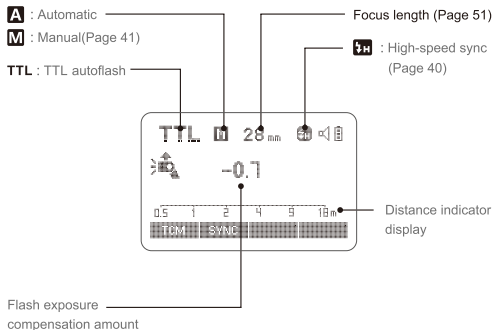 A : Automatic
M : Manual(Page 41)
TTL : TTL autoflash
Focus length (Page 51)
H : High-speed sync
(Page 40)
TTL M 28 mm
-0.7
0.5 1 2 4 9 18 m
TCM SYNC
Distance indicator
display
Flash exposure
compensation amount